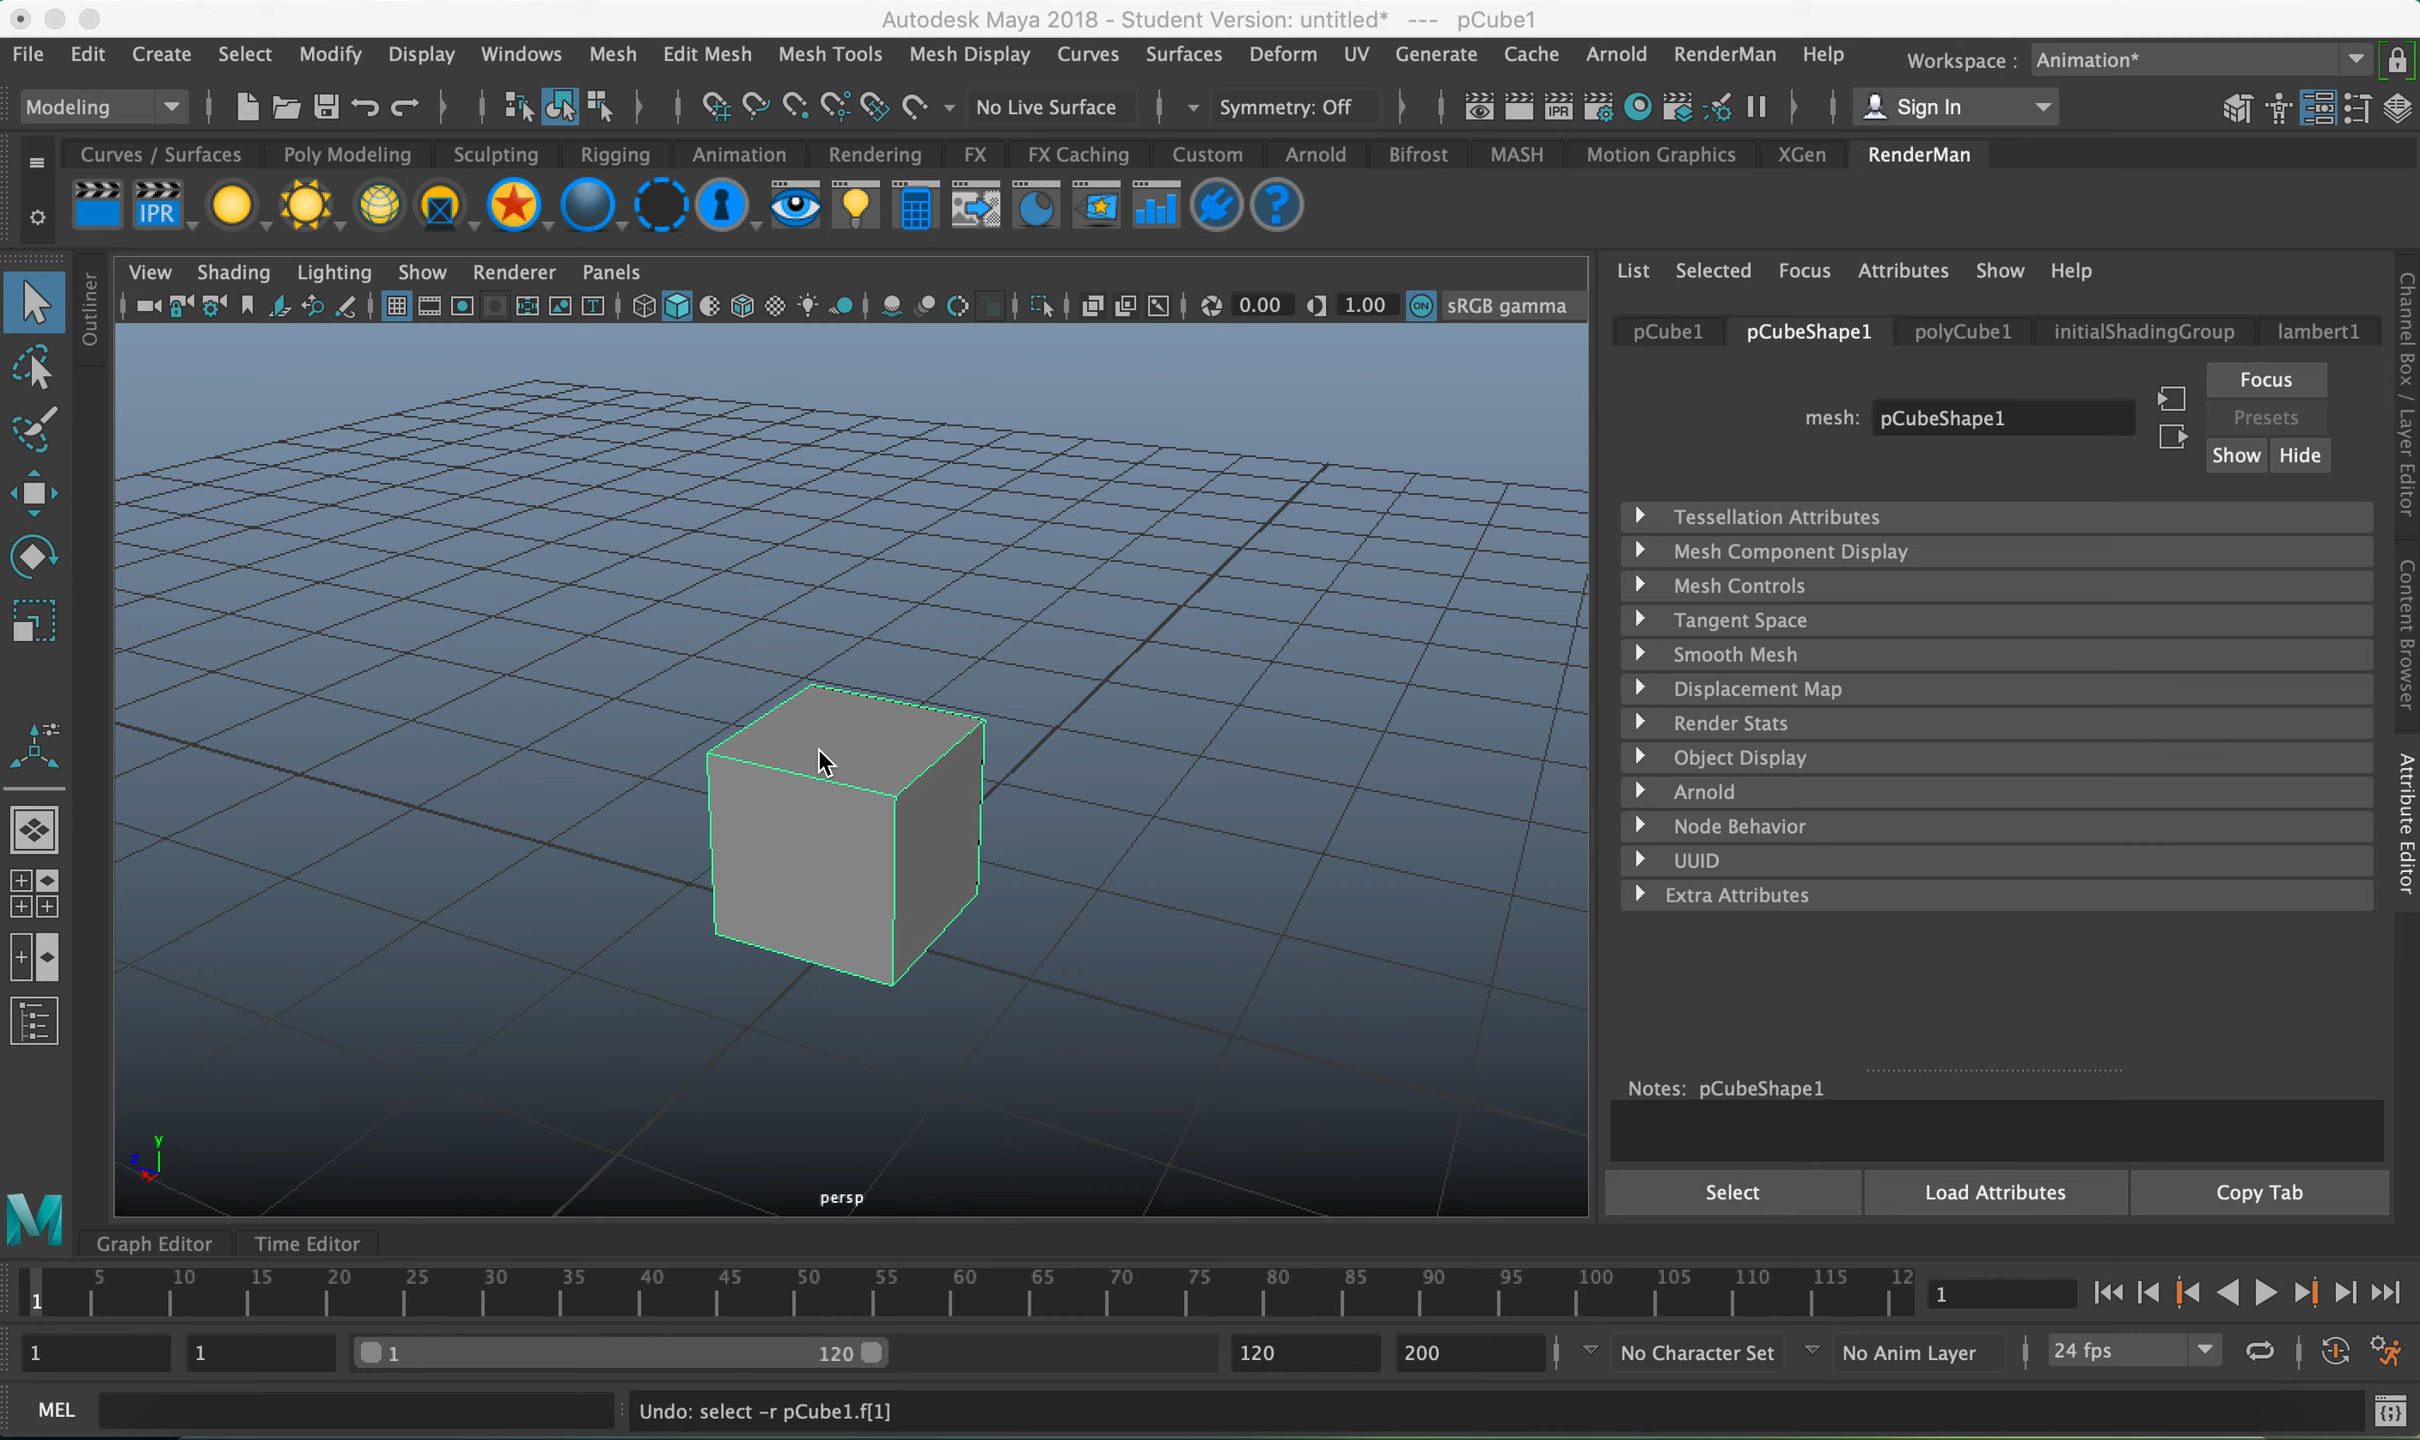 Autodesk Maya 2018 - Student Version: untitled* --- pCube1
File Edit Create Select Modify Display Windows Mesh Edit Mesh Mesh Tools Mesh Display Curves Surfaces Deform UV Generate Cache Arnold RenderMan Help Workspace : Animation*
Modeling No Live Surface Symmetry: Off IPR Sign In
Curves / Surfaces Poly Modeling Sculpting Rigging Animation Rendering FX FX Caching Custom Arnold Bifrost MASH Motion Graphics XGen RenderMan
IPR ?
Outliner
View Shading Lighting Show Renderer Panels
T 0.00 1.00 ON sRGB gamma
persp
y
z
List Selected Focus Attributes Show Help
pCube1 pCubeShape1 polyCube1 initialShadingGroup lambert1
Focus
mesh: pCubeShape1
Presets
Show Hide
Tessellation Attributes
Mesh Component Display
Mesh Controls
Tangent Space
Smooth Mesh
Displacement Map
Render Stats
Object Display
Arnold
Node Behavior
UUID
Extra Attributes
Notes: pCubeShape1
Select Load Attributes Copy Tab
Channel Box / Layer Editor
Content Browser
Attribute Editor
M
Graph Editor Time Editor
5 10 15 20 25 30 35 40 45 50 55 60 65 70 75 80 85 90 95 100 105 110 115 12
1 1
1 1 1 120 120 200 No Character Set No Anim Layer 24 fps
MEL Undo: select -r pCube1.f[1]